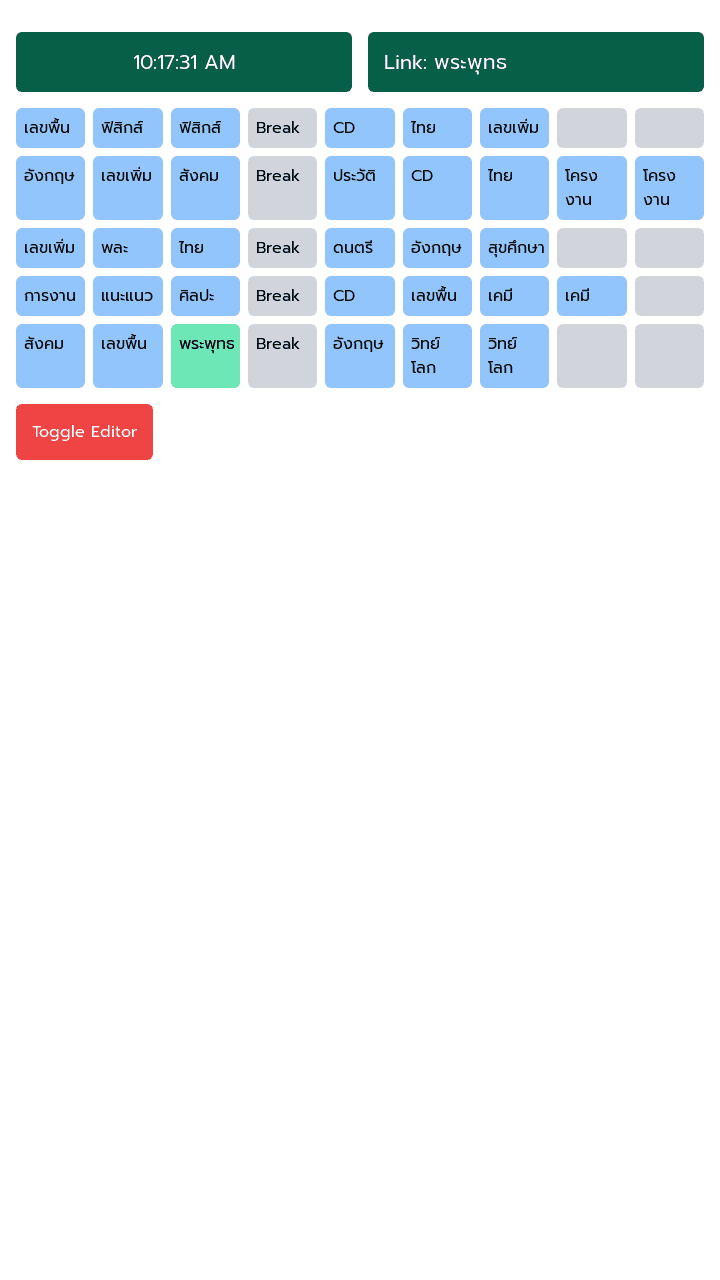 10:17:31 AM
Link: พระพุทธ
เลขพื้น ฟิสิกส์ ฟิสิกส์ Break CD ไทย เลขเพิ่ม
อังกฤษ เลขเพิ่ม สังคม Break ประวัติ CD ไทย โครง โครง
งาน งาน
เลขเพิ่ม พละ ไทย Break ดนตรี อังกฤษ สุขศึกษา
การงาน แนะแนว ศิลปะ Break CD เลขพื้น เคมี เคมี
สังคม เลขพื้น พระพุทธ Break อังกฤษ วิทย์ วิทย์
โลก โลก
Toggle Editor